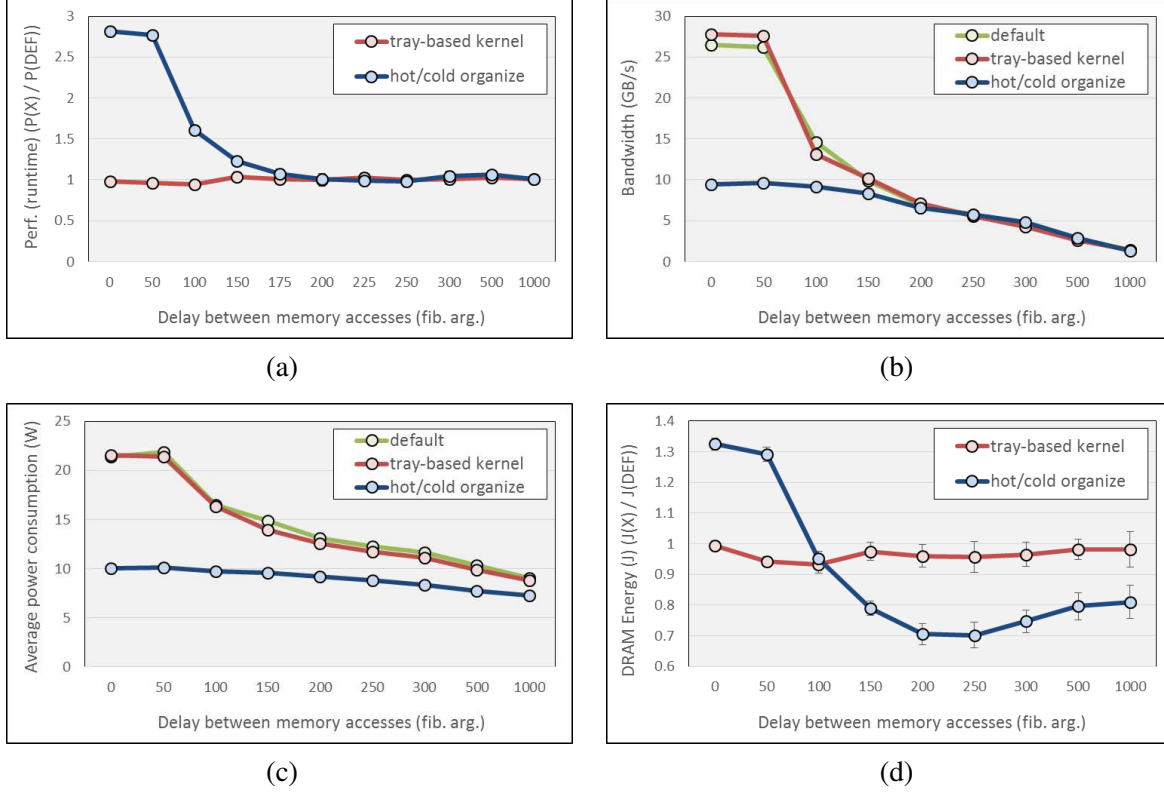 Perf. (runtime) (P(X) / P(DEF))
3
2.5
2
1.5
1
0.5
0
tray-based kernel
hot/cold organize
0 50 100 150 175 200 225 250 300 500 1000
Delay between memory accesses (fib. arg.)
(a)
Bandwidth (GB/s)
30
25
20
15
10
5
0
default
tray-based kernel
hot/cold organize
0 50 100 150 200 250 300 500 1000
Delay between memory accesses (fib. arg.)
(b)
Average power consumption (W)
25
20
15
10
5
0
default
tray-based kernel
hot/cold organize
0 50 100 150 200 250 300 500 1000
Delay between memory accesses (fib. arg.)
(c)
DRAM Energy (J) (J(X) / J(DEF))
1.4
1.3
1.2
1.1
1
0.9
0.8
0.7
0.6
tray-based kernel
hot/cold organize
0 50 100 150 200 250 300 500 1000
Delay between memory accesses (fib. arg.)
(d)